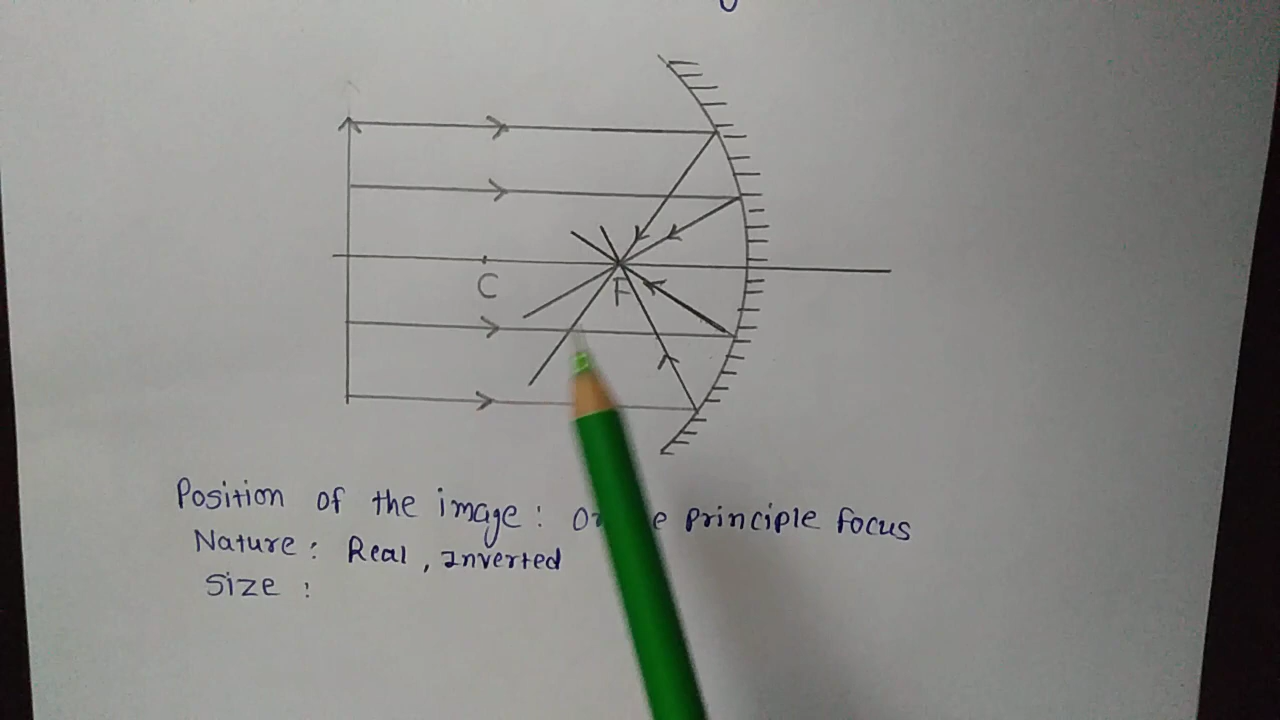 C
F
Position of the image : principle focus
Nature : Real , Inverted
Size :